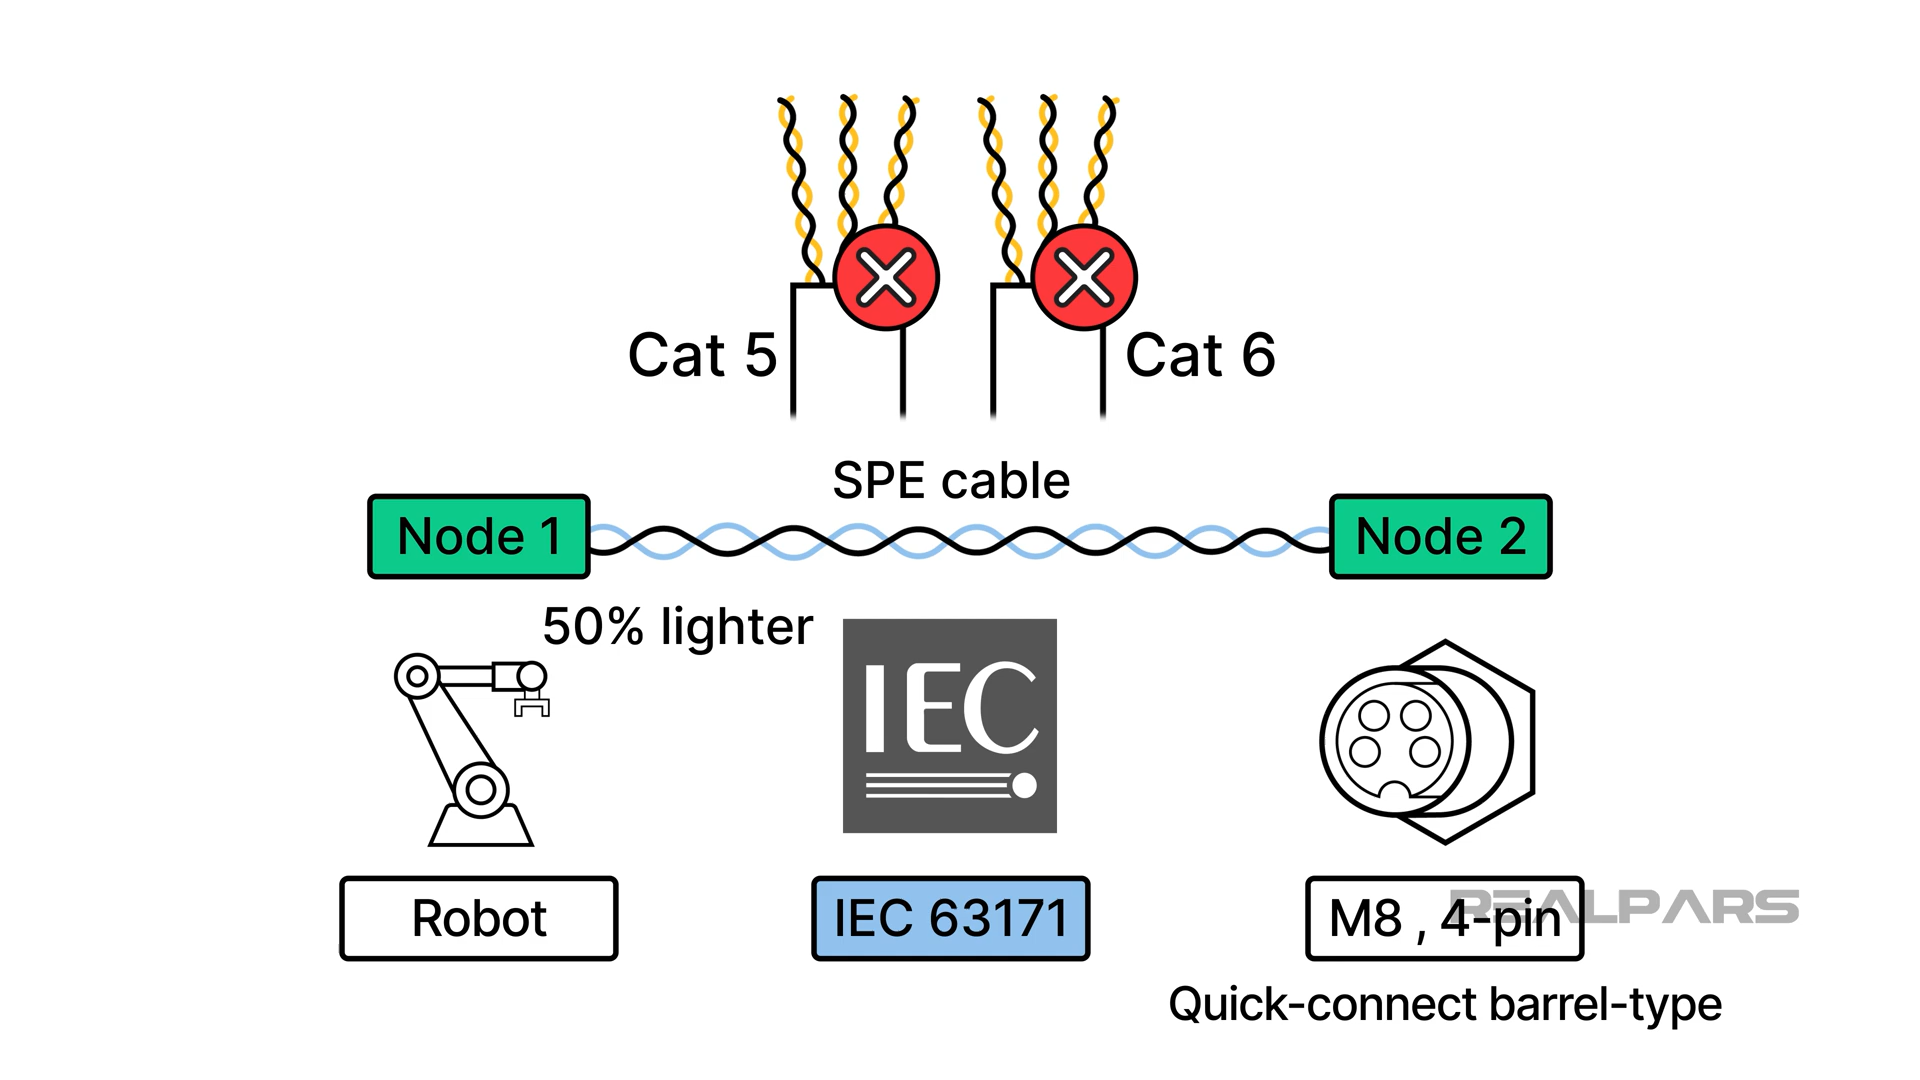 Cat 5
Cat 6
SPE cable
Node 1
Node 2
50% lighter
IEC
Robot
IEC 63171
M8 , 4-pin
REALPARS
Quick-connect barrel-type